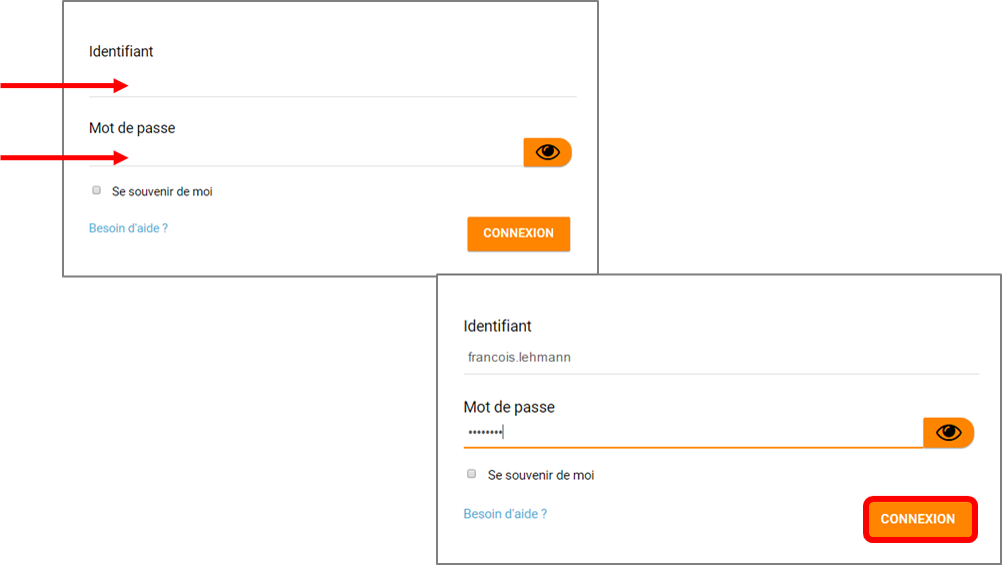 Identifiant
Mot de passe
Se souvenir de moi
Besoin d'aide ?
CONNEXION
Identifiant
francois.lehmann
Mot de passe
••••••••
Se souvenir de moi
Besoin d'aide ?
CONNEXION